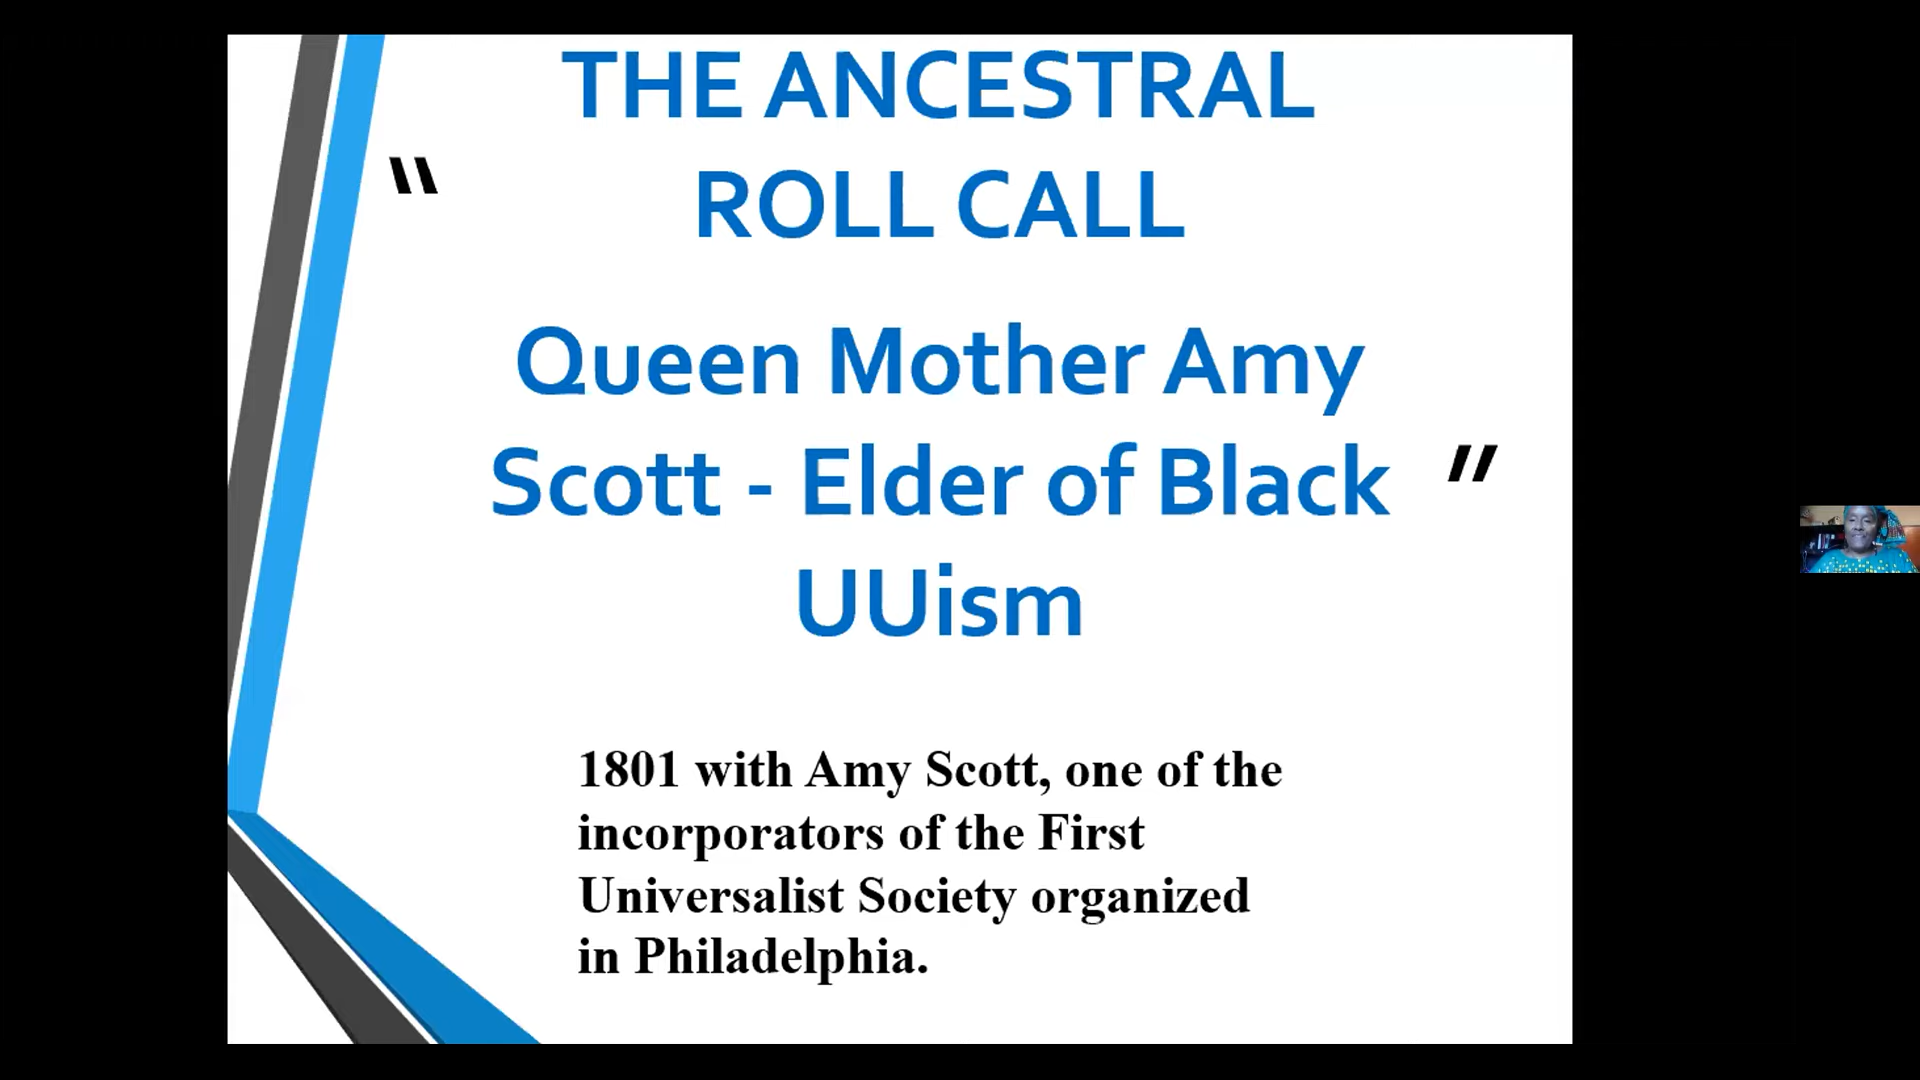 THE ANCESTRAL
ROLL CALL
“
Queen Mother Amy
Scott - Elder of Black
UUism
”
1801 with Amy Scott, one of the
incorporators of the First
Universalist Society organized
in Philadelphia.